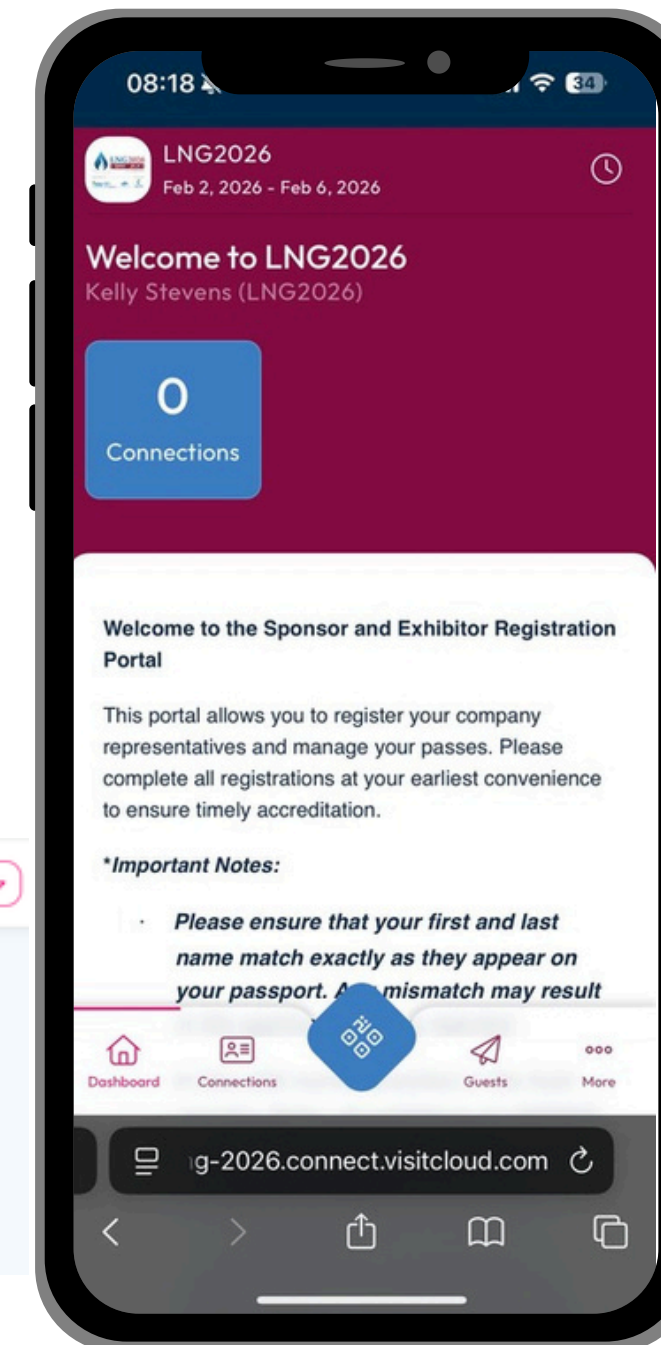 08:18
34
LNG2026
LNG2026
Feb 2, 2026 - Feb 6, 2026
Welcome to LNG2026
Kelly Stevens (LNG2026)
0
Connections
Welcome to the Sponsor and Exhibitor Registration
Portal
This portal allows you to register your company
representatives and manage your passes. Please
complete all registrations at your earliest convenience
to ensure timely accreditation.
*Important Notes:
· Please ensure that your first and last
name match exactly as they appear on
your passport. mismatch may result
Dashboard
Connections
Guests
More
g-2026.connect.visitcloud.com